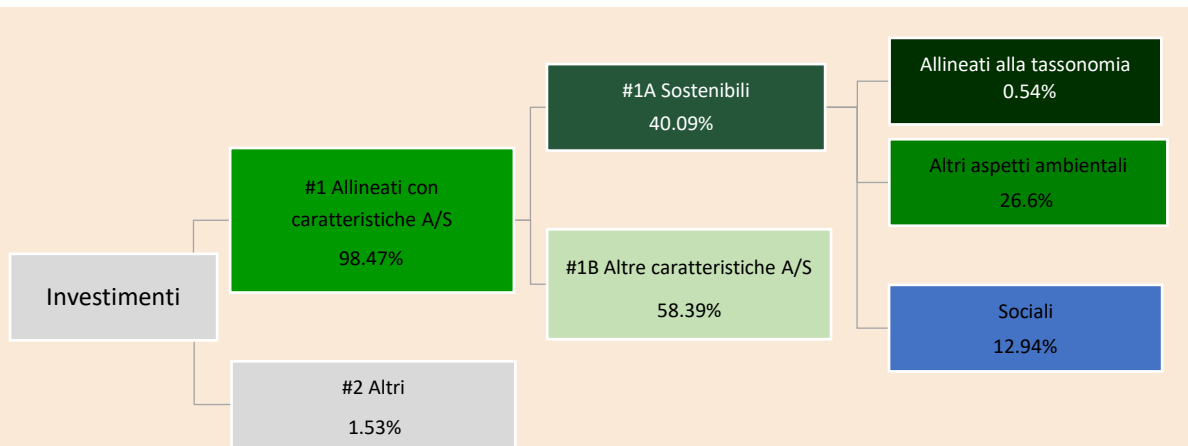 Investimenti
#1 Allineati con
caratteristiche A/S
98.47%
#2 Altri
1.53%
#1A Sostenibili
40.09%
#1B Altre caratteristiche A/S
58.39%
Allineati alla tassonomia
0.54%
Altri aspetti ambientali
26.6%
Sociali
12.94%